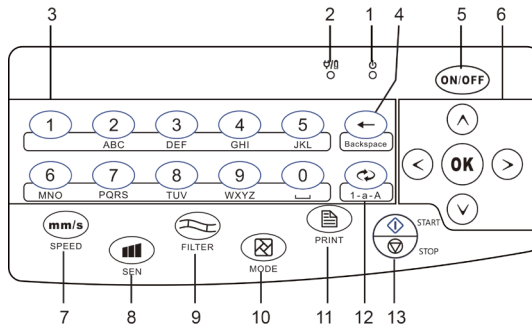 3 2 1 4 5 6
ON/OFF
1 2 3 4 5 ←
ABC DEF GHI JKL Backspace
OK
6 7 8 9 0
MNO PQRS TUV WXYZ 1-a-A
mm/s
SPEED
SEN
FILTER
MODE
PRINT
START
STOP
7 8 9 10 11 12 13